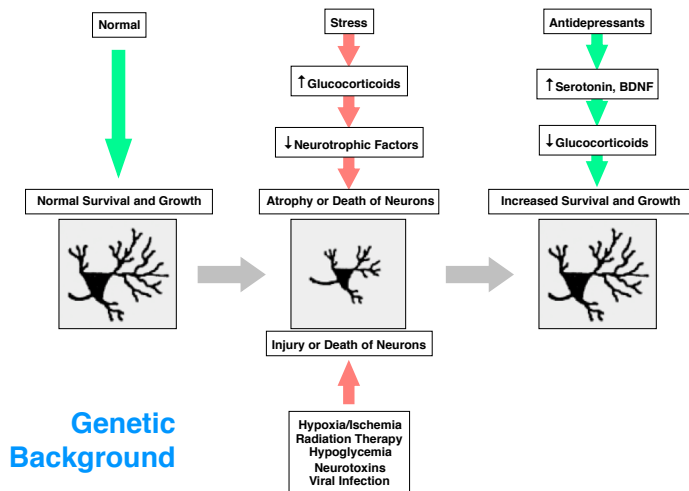 Normal
Stress
Antidepressants
↑Glucocorticoids
↑Serotonin, BDNF
↓Neurotrophic Factors
↓Glucocorticoids
Normal Survival and Growth
Atrophy or Death of Neurons
Increased Survival and Growth
Injury or Death of Neurons
Genetic
Background
Hypoxia/Ischemia
Radiation Therapy
Hypoglycemia
Neurotoxins
Viral Infection